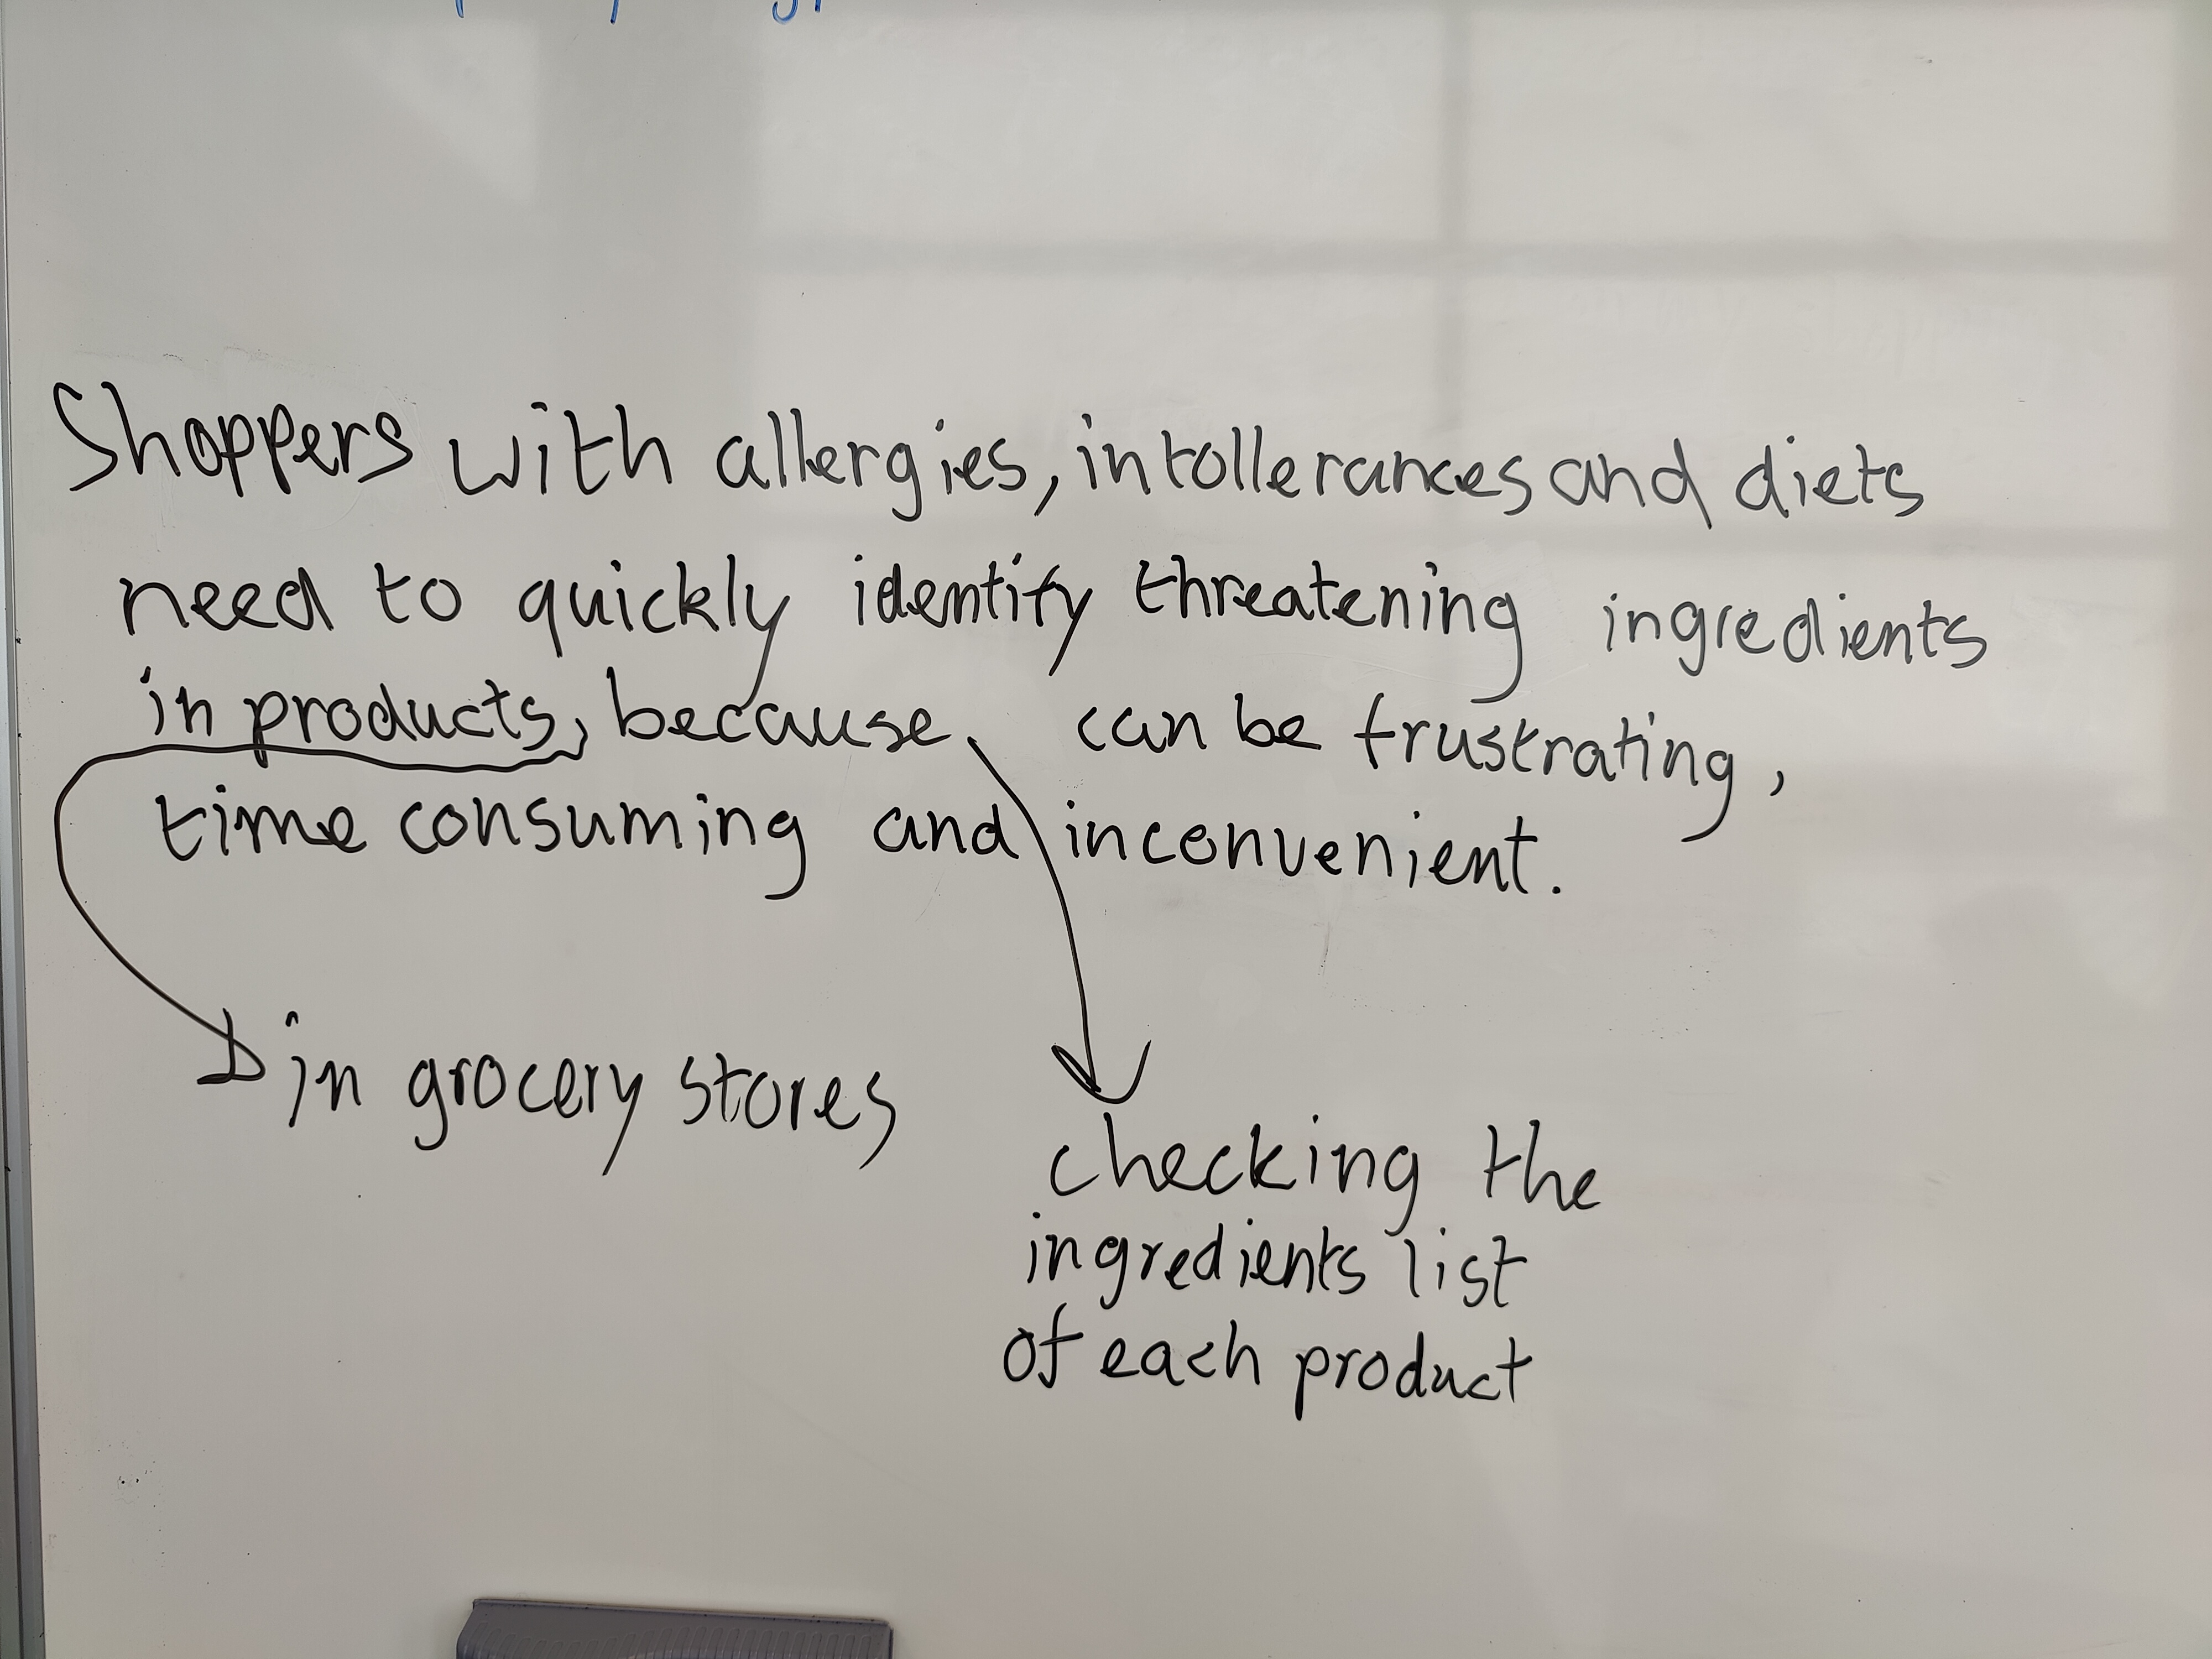 Shoppers with allergies, intollerances and diets
need to quickly identify threatening ingredients
in products, because can be frustrating,
time consuming and inconvenient.
in grocery stores
checking the
ingredients list
of each product